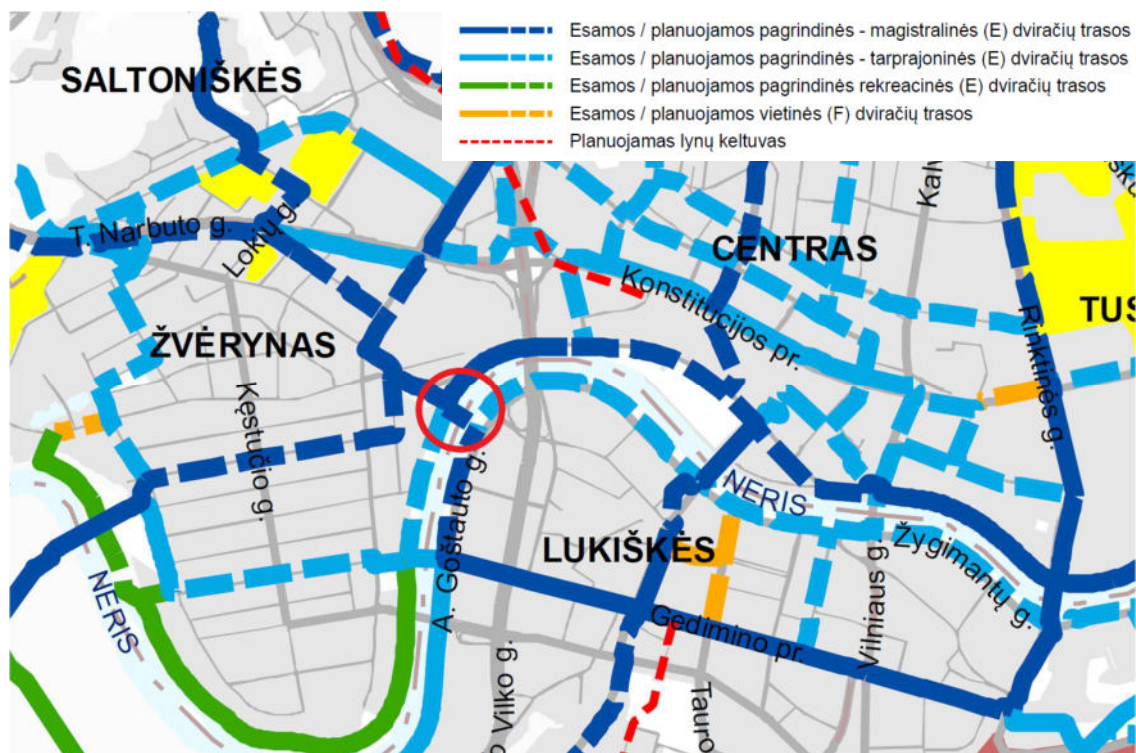 Esamos / planuojamos pagrindinės - magistralinės (E) dviračių trasos
Esamos / planuojamos pagrindinės - tarprajoninės (E) dviračių trasos
Esamos / planuojamos pagrindinės rekreacinės (E) dviračių trasos
Esamos / planuojamos vietinės (F) dviračių trasos
Planuojamas lynų keltuvas
SALTONIŠKĖS
T. Narbuto g.
Lokių g.
Kalv
CENTRAS
Konstitucijos pr.
TUS
Rinktinės g.
ŽVĖRYNAS
Kęstučio g.
A. Goštauto g.
NERIS
LUKIŠKĖS
Žygimantų g.
NERIS
Gedimino pr.
Vilniaus g.
o Vilko g.
Tauro